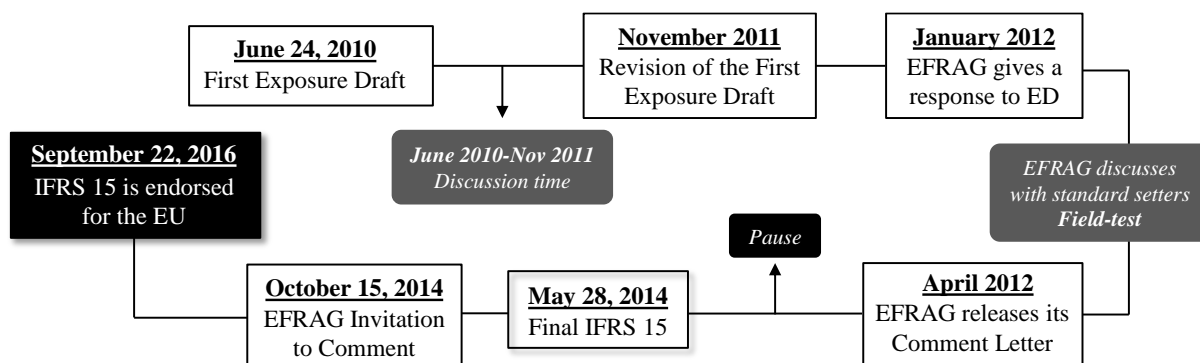 June 24, 2010
First Exposure Draft
November 2011
Revision of the First
Exposure Draft
January 2012
EFRAG gives a
response to ED
June 2010-Nov 2011
Discussion time
EFRAG discusses
with standard setters
Field-test
April 2012
EFRAG releases its
Comment Letter
Pause
May 28, 2014
Final IFRS 15
October 15, 2014
EFRAG Invitation
to Comment
September 22, 2016
IFRS 15 is endorsed
for the EU